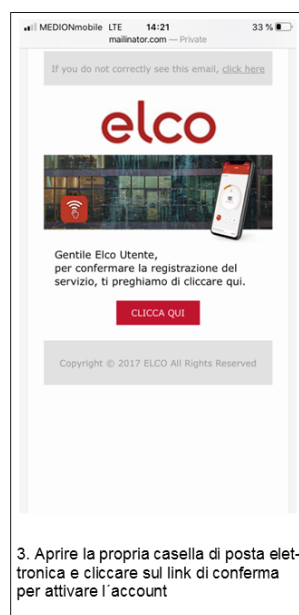 MEDIONmobile LTE 14:21 33 %
mailinator.com — Private
If you do not correctly see this email, click here
elco
Gentile Elco Utente,
per confermare la registrazione del
servizio, ti preghiamo di cliccare qui.
CLICCA QUI
Copyright © 2017 ELCO All Rights Reserved
3. Aprire la propria casella di posta elet-
tronica e cliccare sul link di conferma
per attivare l´account